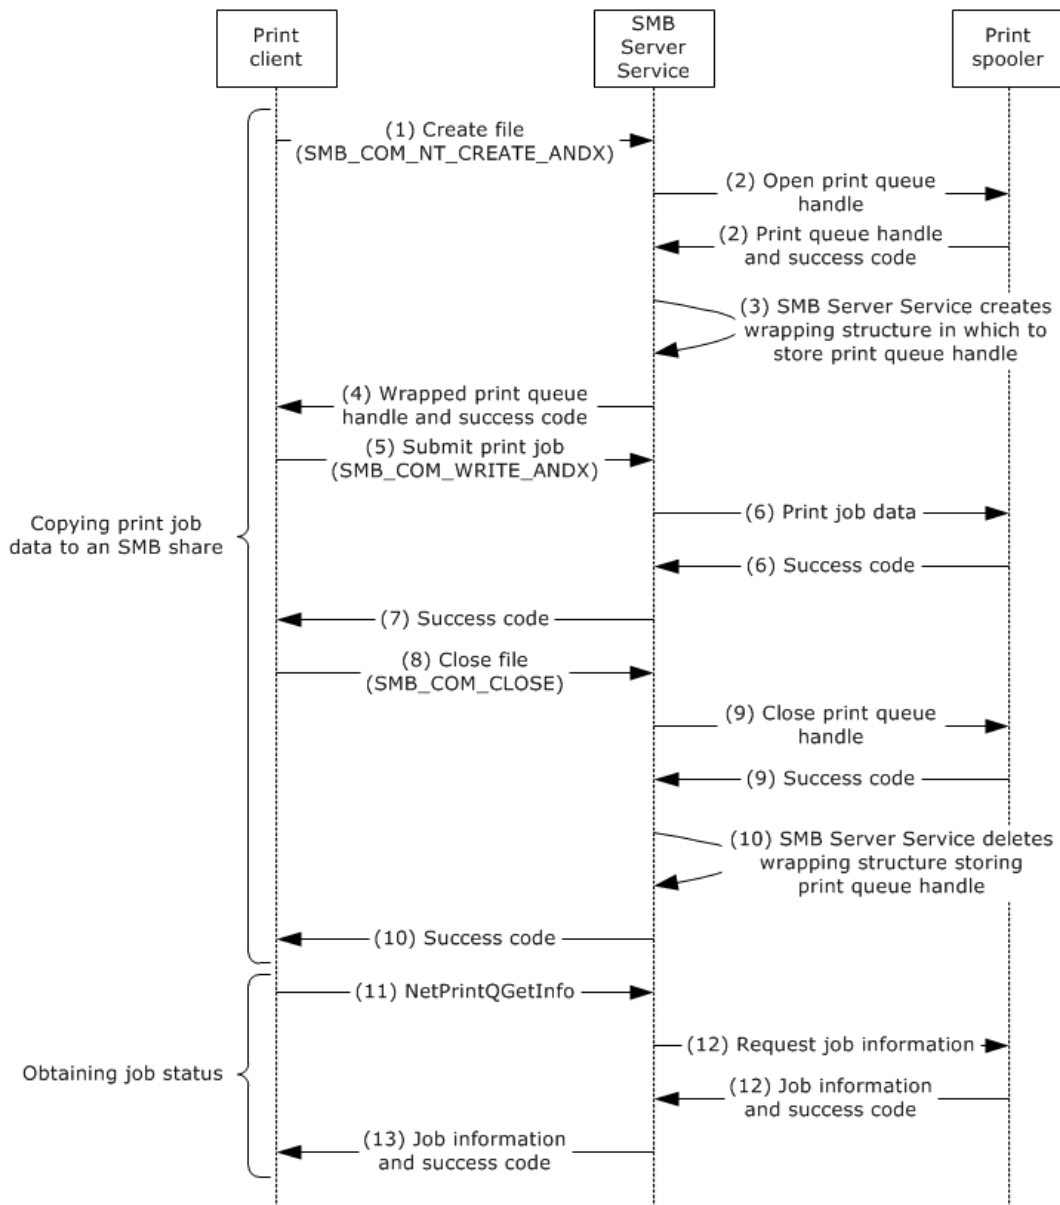 Print
client
SMB
Server
Service
Print
spooler
(1) Create file
(SMB_COM_NT_CREATE_ANDX)
(2) Open print queue
handle
(2) Print queue handle
and success code
(3) SMB Server Service creates
wrapping structure in which to
store print queue handle
(4) Wrapped print queue
handle and success code
(5) Submit print job
(SMB_COM_WRITE_ANDX)
Copying print job
data to an SMB share
(6) Print job data
(6) Success code
(7) Success code
(8) Close file
(SMB_COM_CLOSE)
(9) Close print queue
handle
(9) Success code
(10) SMB Server Service deletes
wrapping structure storing
print queue handle
(10) Success code
(11) NetPrintQGetInfo
(12) Request job information
Obtaining job status
(12) Job information
and success code
(13) Job information
and success code